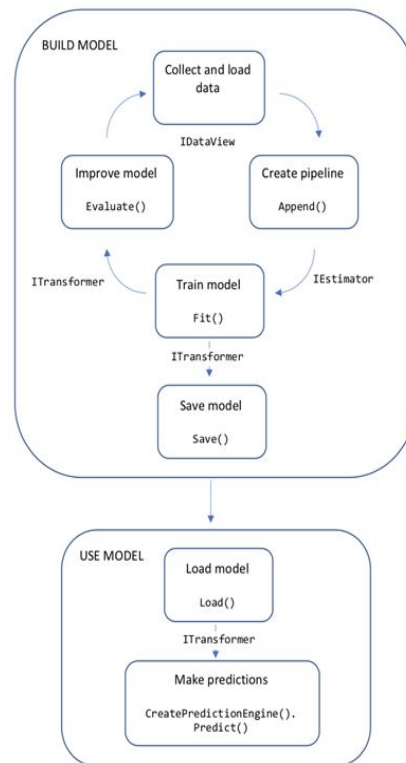 BUILD MODEL
Collect and load
data
IDataView
Improve model
Evaluate()
Create pipeline
Append()
ITransformer
Train model
Fit()
IEstimator
ITransformer
Save model
Save()
USE MODEL
Load model
Load()
ITransformer
Make predictions
CreatePredictionEngine().
Predict()